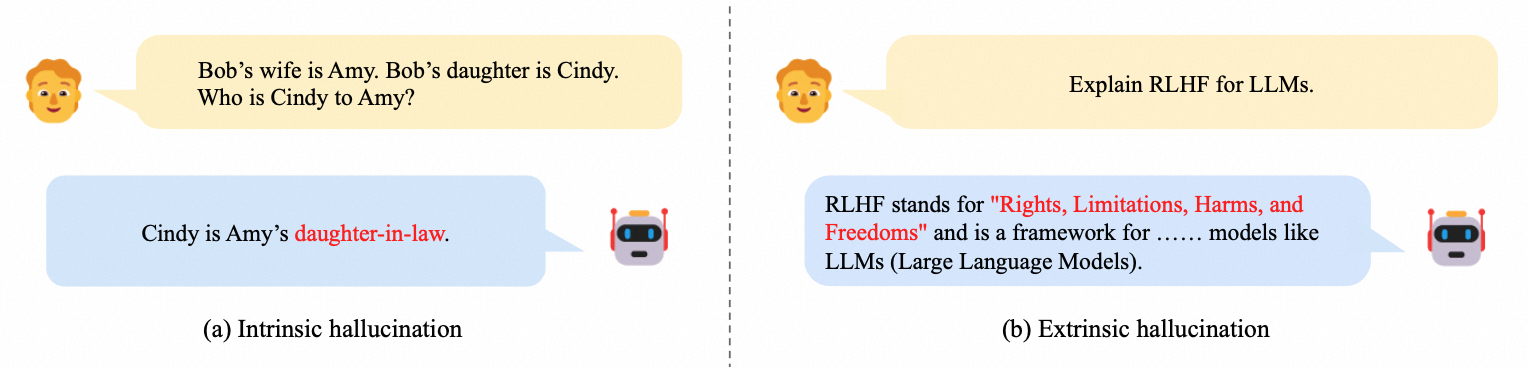 Bob’s wife is Amy. Bob’s daughter is Cindy.
Who is Cindy to Amy?
Cindy is Amy’s daughter-in-law.
(a) Intrinsic hallucination
Explain RLHF for LLMs.
RLHF stands for "Rights, Limitations, Harms, and
Freedoms" and is a framework for …… models like
LLMs (Large Language Models).
(b) Extrinsic hallucination